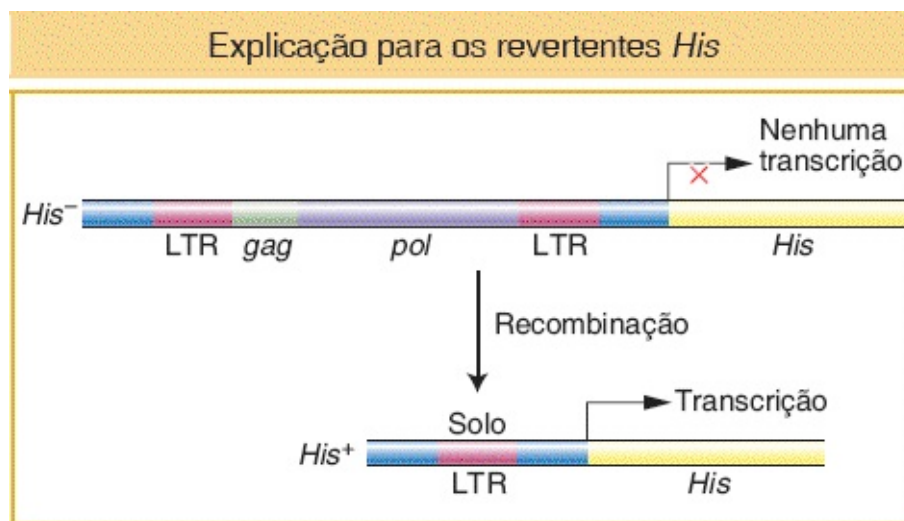 Explicação para os revertentes His
Nenhuma
transcrição
His⁻
LTR gag pol LTR His
Recombinação
Solo
Transcrição
His⁺
LTR His